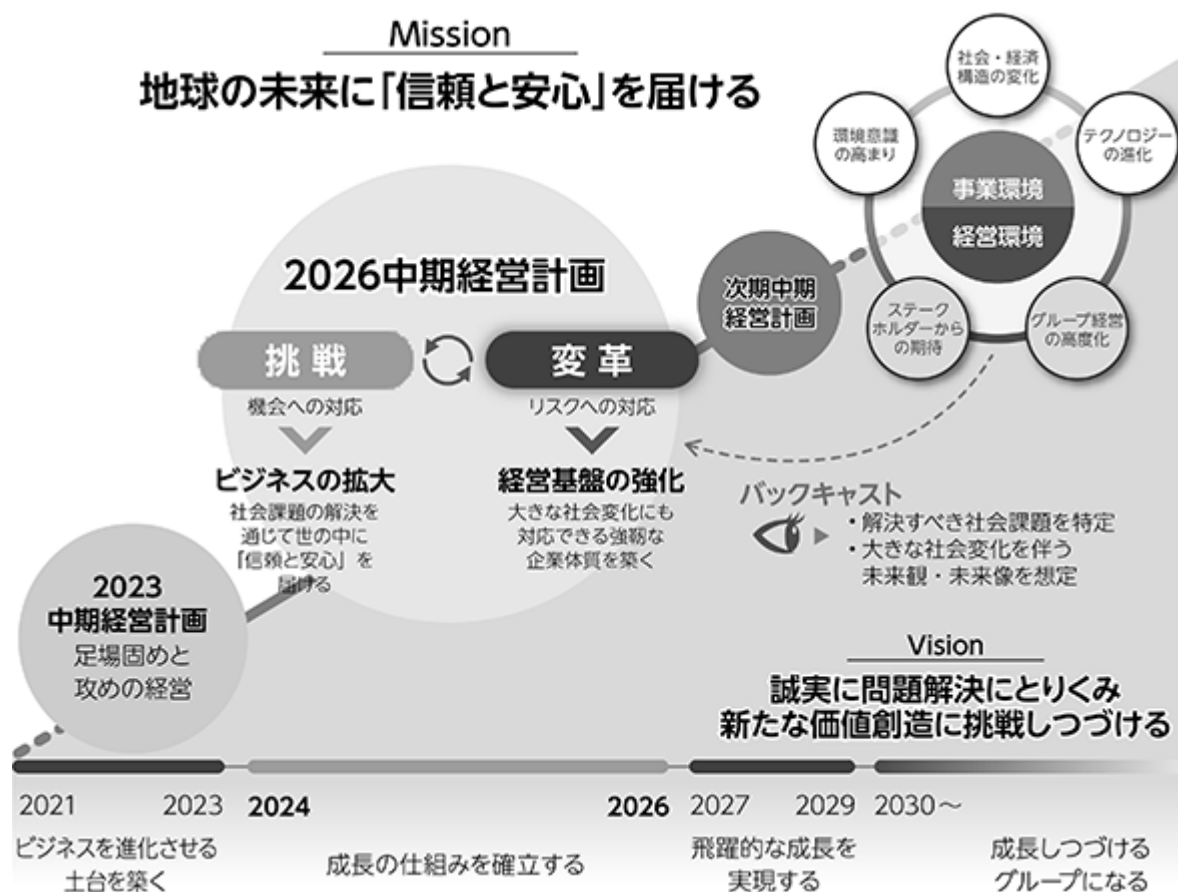 Mission
地球の未来に「信頼と安心」を届ける
社会・経済
構造の変化
環境意識
の高まり
テクノロジー
の進化
事業環境
経営環境
ステーク
ホルダーから
の期待
グループ経営
の高度化
2026中期経営計画
次期中期
経営計画
挑戦
変革
機会への対応
リスクへの対応
ビジネスの拡大
社会課題の解決を
通じて世の中に
「信頼と安心」を
届ける
経営基盤の強化
大きな社会変化にも
対応できる強靭な
企業体質を築く
バックキャスト
・解決すべき社会課題を特定
・大きな社会変化を伴う
未来観・未来像を想定
2023
中期経営計画
足場固めと
攻めの経営
Vision
誠実に問題解決にとりくみ
新たな価値創造に挑戦しつづける
2021 2023 2024 2026 2027 2029 2030～
ビジネスを進化させる
土台を築く
成長の仕組みを確立する
飛躍的な成長を
実現する
成長しつづける
グループになる